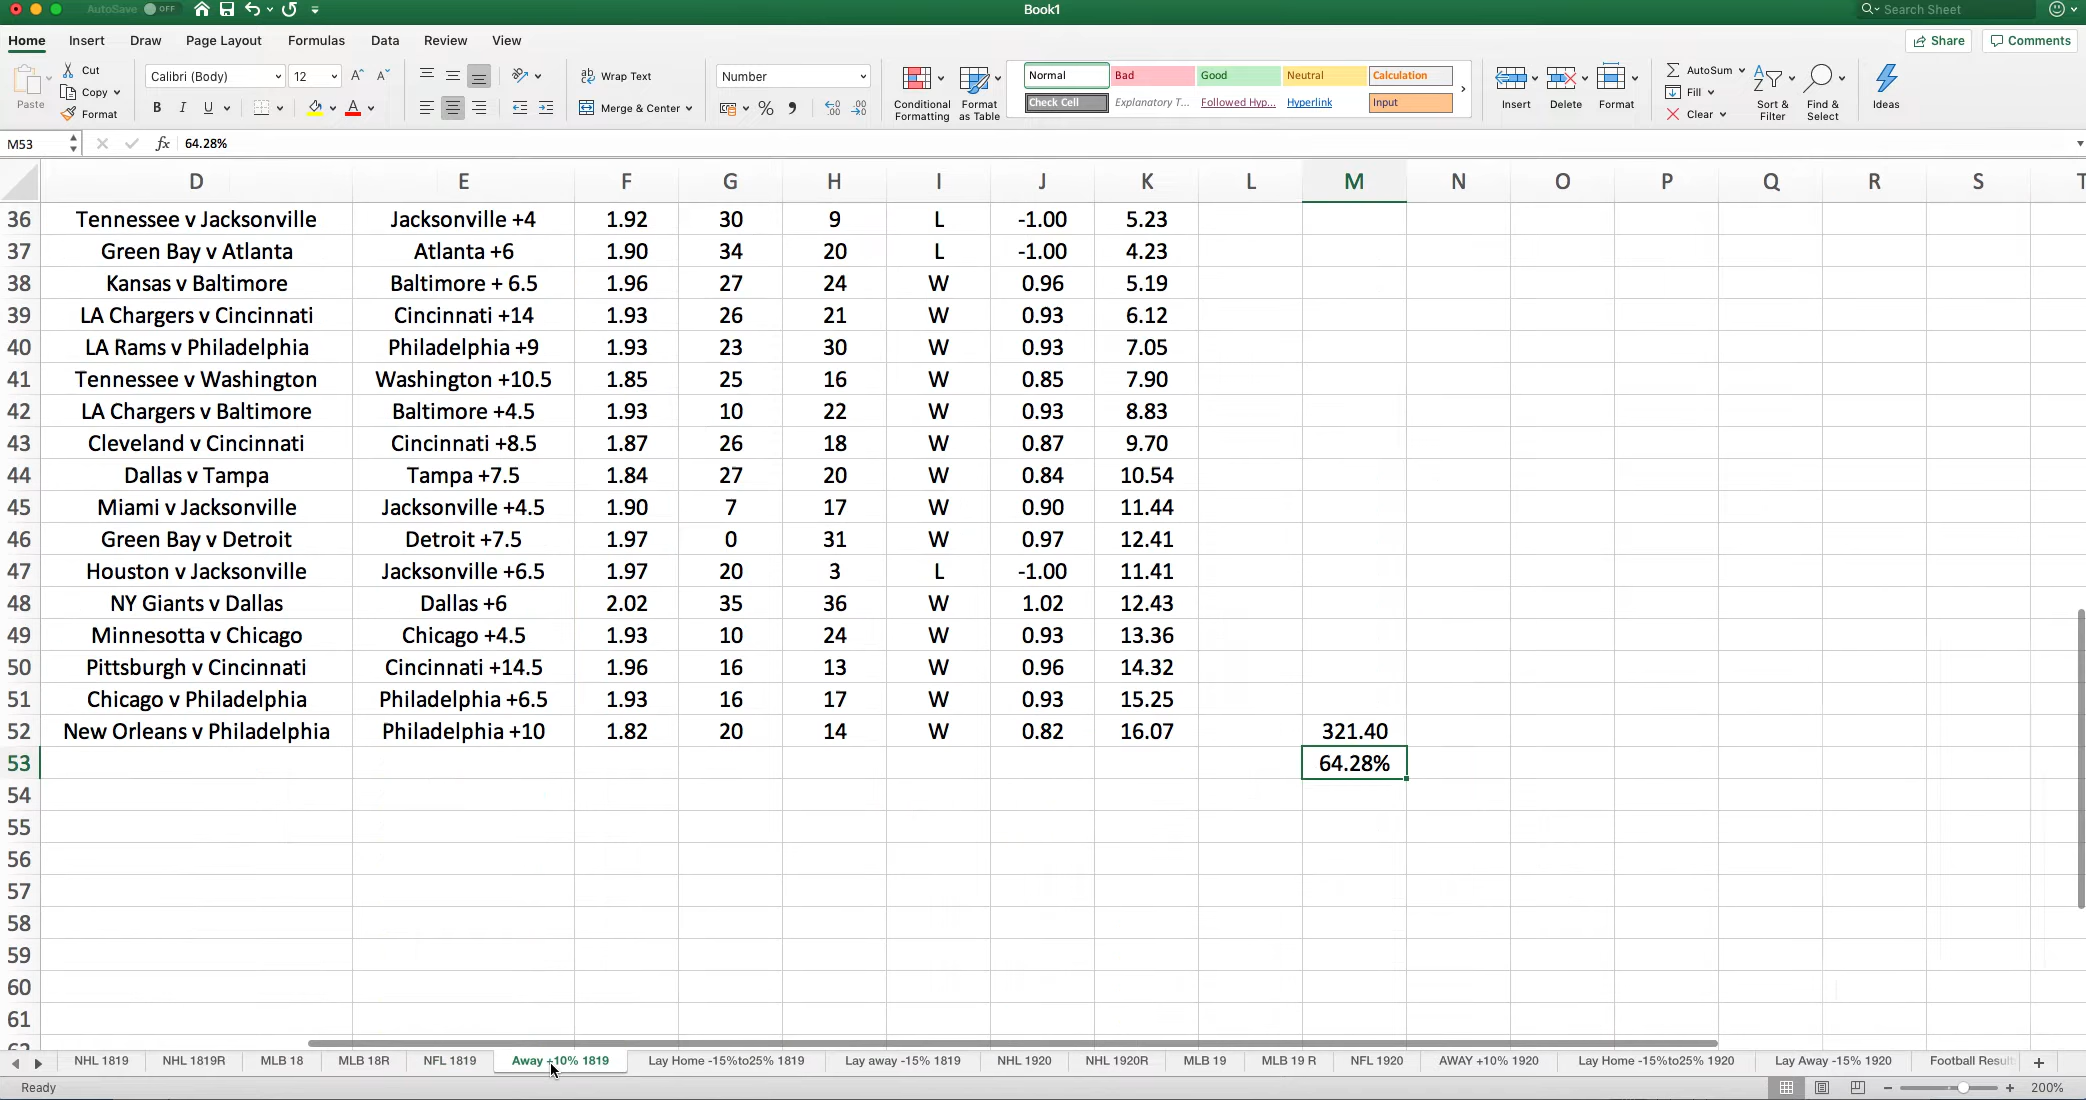 AutoSave OFF Book1 Search Sheet
Home Insert Draw Page Layout Formulas Data Review View Share Comments
Paste Cut Copy Format
Calibri (Body) 12
B I U A
ab Wrap Text
Merge & Center
Number
Conditional Formatting
Format as Table
Normal Bad Good Neutral Calculation
Check Cell Explanatory T... Followed Hyp... Hyperlink Input
Insert Delete Format
AutoSum Fill Clear
Sort & Filter
Find & Select
Ideas
M53 fx 64.28%
D E F G H I J K L M N O P Q R S T
36 Tennessee v Jacksonville Jacksonville +4 1.92 30 9 L -1.00 5.23
37 Green Bay v Atlanta Atlanta +6 1.90 34 20 L -1.00 4.23
38 Kansas v Baltimore Baltimore + 6.5 1.96 27 24 W 0.96 5.19
39 LA Chargers v Cincinnati Cincinnati +14 1.93 26 21 W 0.93 6.12
40 LA Rams v Philadelphia Philadelphia +9 1.93 23 30 W 0.93 7.05
41 Tennessee v Washington Washington +10.5 1.85 25 16 W 0.85 7.90
42 LA Chargers v Baltimore Baltimore +4.5 1.93 10 22 W 0.93 8.83
43 Cleveland v Cincinnati Cincinnati +8.5 1.87 26 18 W 0.87 9.70
44 Dallas v Tampa Tampa +7.5 1.84 27 20 W 0.84 10.54
45 Miami v Jacksonville Jacksonville +4.5 1.90 7 17 W 0.90 11.44
46 Green Bay v Detroit Detroit +7.5 1.97 0 31 W 0.97 12.41
47 Houston v Jacksonville Jacksonville +6.5 1.97 20 3 L -1.00 11.41
48 NY Giants v Dallas Dallas +6 2.02 35 36 W 1.02 12.43
49 Minnesotta v Chicago Chicago +4.5 1.93 10 24 W 0.93 13.36
50 Pittsburgh v Cincinnati Cincinnati +14.5 1.96 16 13 W 0.96 14.32
51 Chicago v Philadelphia Philadelphia +6.5 1.93 16 17 W 0.93 15.25
52 New Orleans v Philadelphia Philadelphia +10 1.82 20 14 W 0.82 16.07 321.40
53 64.28%
54
55
56
57
58
59
60
61
NHL 1819 NHL 1819R MLB 18 MLB 18R NFL 1819 Away +10% 1819 Lay Home -15%to25% 1819 Lay away -15% 1819 NHL 1920 NHL 1920R MLB 19 MLB 19 R NFL 1920 AWAY +10% 1920 Lay Home -15%to25% 1920 Lay Away -15% 1920 Football Result
Ready 200%